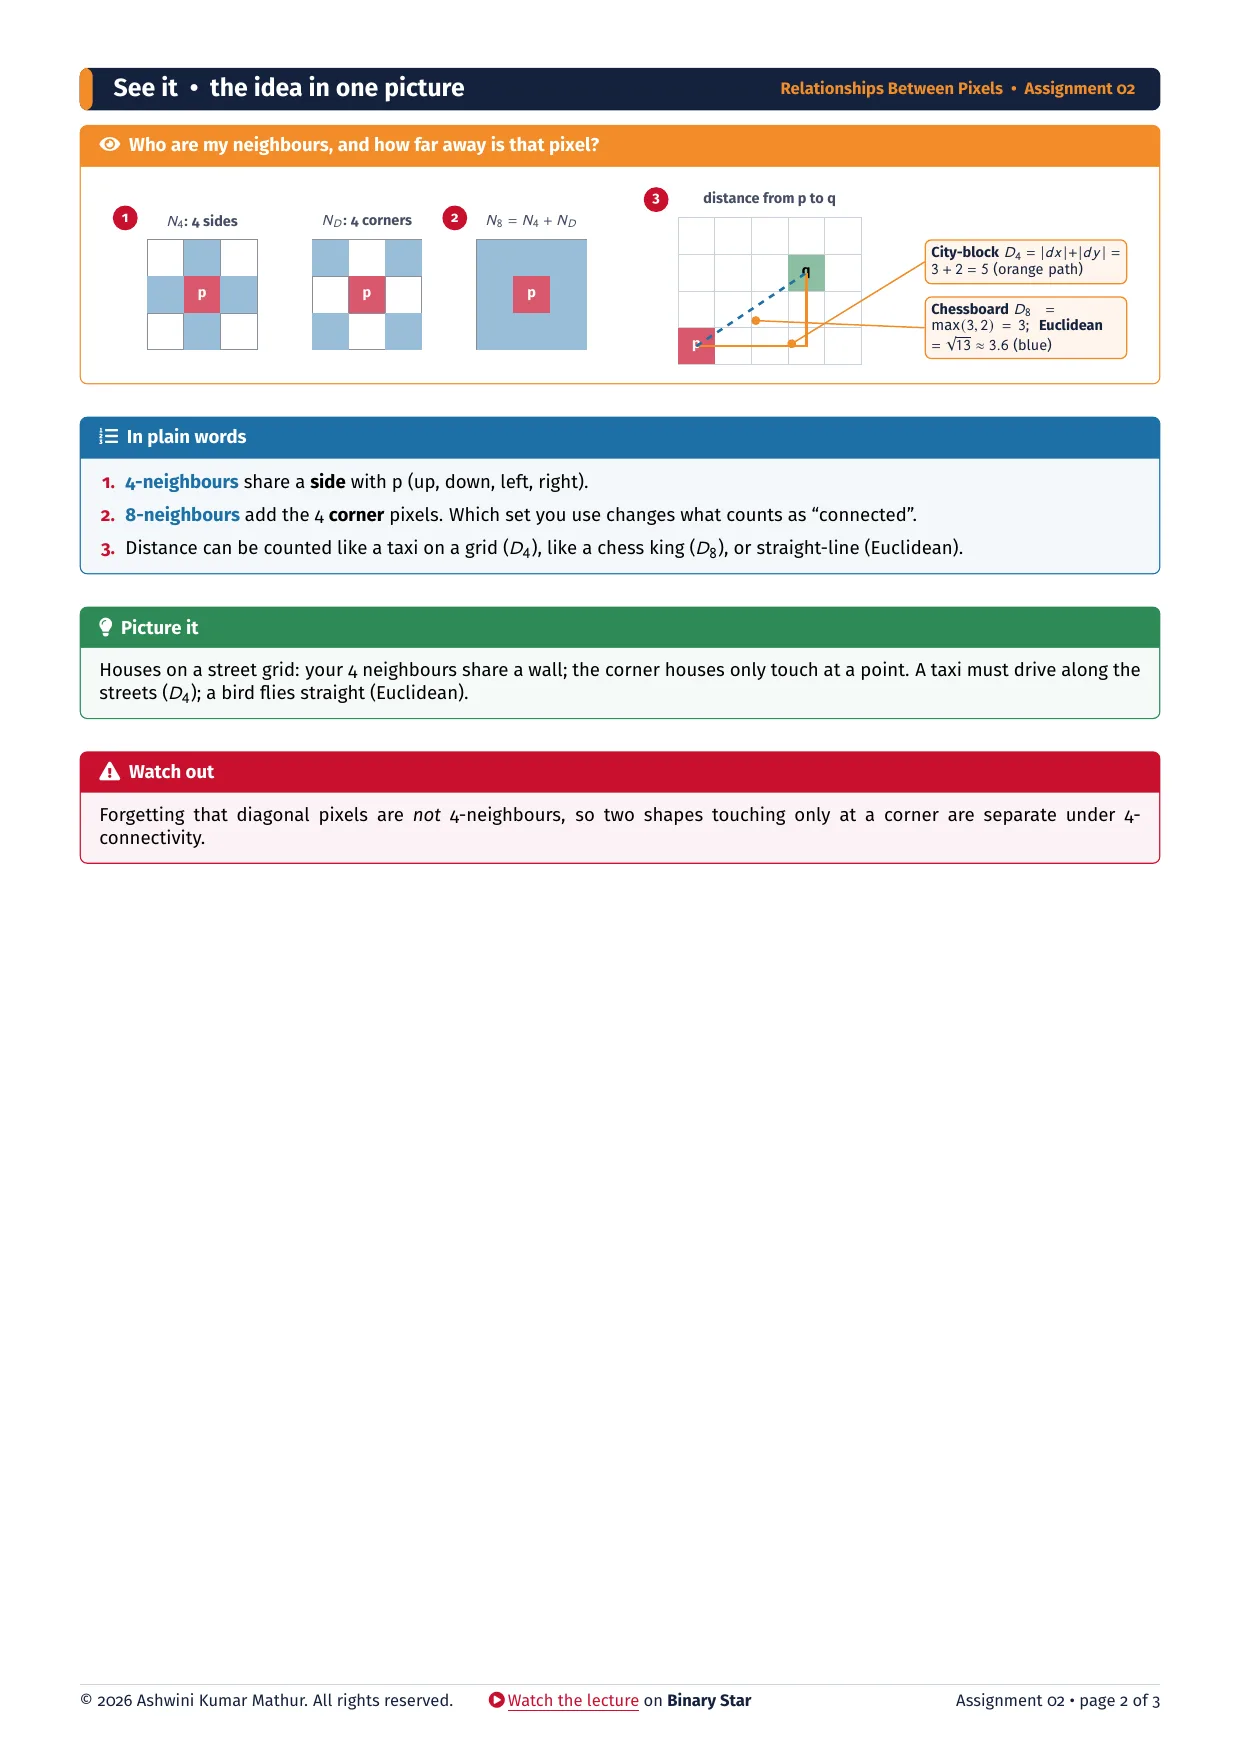 See it • the idea in one picture
Relationships Between Pixels • Assignment 02
Who are my neighbours, and how far away is that pixel?
1
N₄: 4 sides
p
N_D: 4 corners
p
2
N₈ = N₄ + N_D
p
3
distance from p to q
q
p
City-block D₄ = |dx|+|dy| =
3 + 2 = 5 (orange path)
Chessboard D₈ =
max(3, 2) = 3; Euclidean
= √13 ≈ 3.6 (blue)
In plain words
1. 4-neighbours share a side with p (up, down, left, right).
2. 8-neighbours add the 4 corner pixels. Which set you use changes what counts as “connected”.
3. Distance can be counted like a taxi on a grid (D₄), like a chess king (D₈), or straight-line (Euclidean).
Picture it
Houses on a street grid: your 4 neighbours share a wall; the corner houses only touch at a point. A taxi must drive along the
streets (D₄); a bird flies straight (Euclidean).
Watch out
Forgetting that diagonal pixels are not 4-neighbours, so two shapes touching only at a corner are separate under 4-
connectivity.
© 2026 Ashwini Kumar Mathur. All rights reserved.
Watch the lecture on Binary Star
Assignment 02 • page 2 of 3